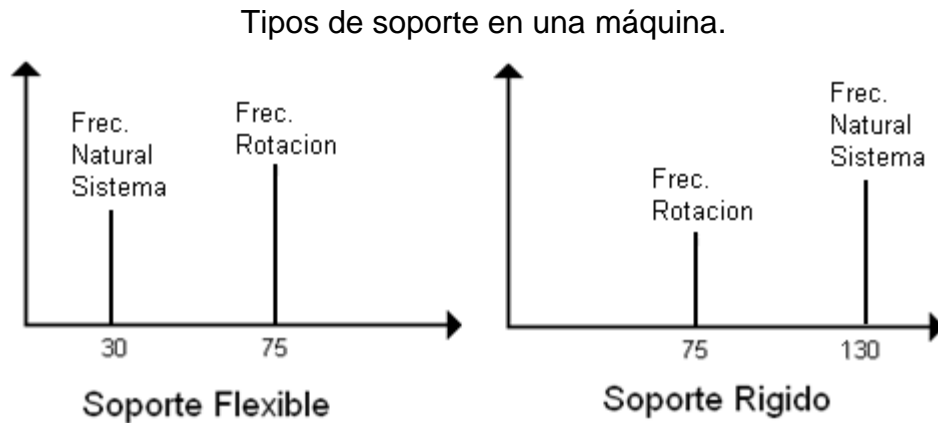 Tipos de soporte en una máquina.
Frec.
Natural
Sistema
Frec.
Rotacion
30
75
Soporte Flexible
Frec.
Rotacion
Frec.
Natural
Sistema
75
130
Soporte Rigido